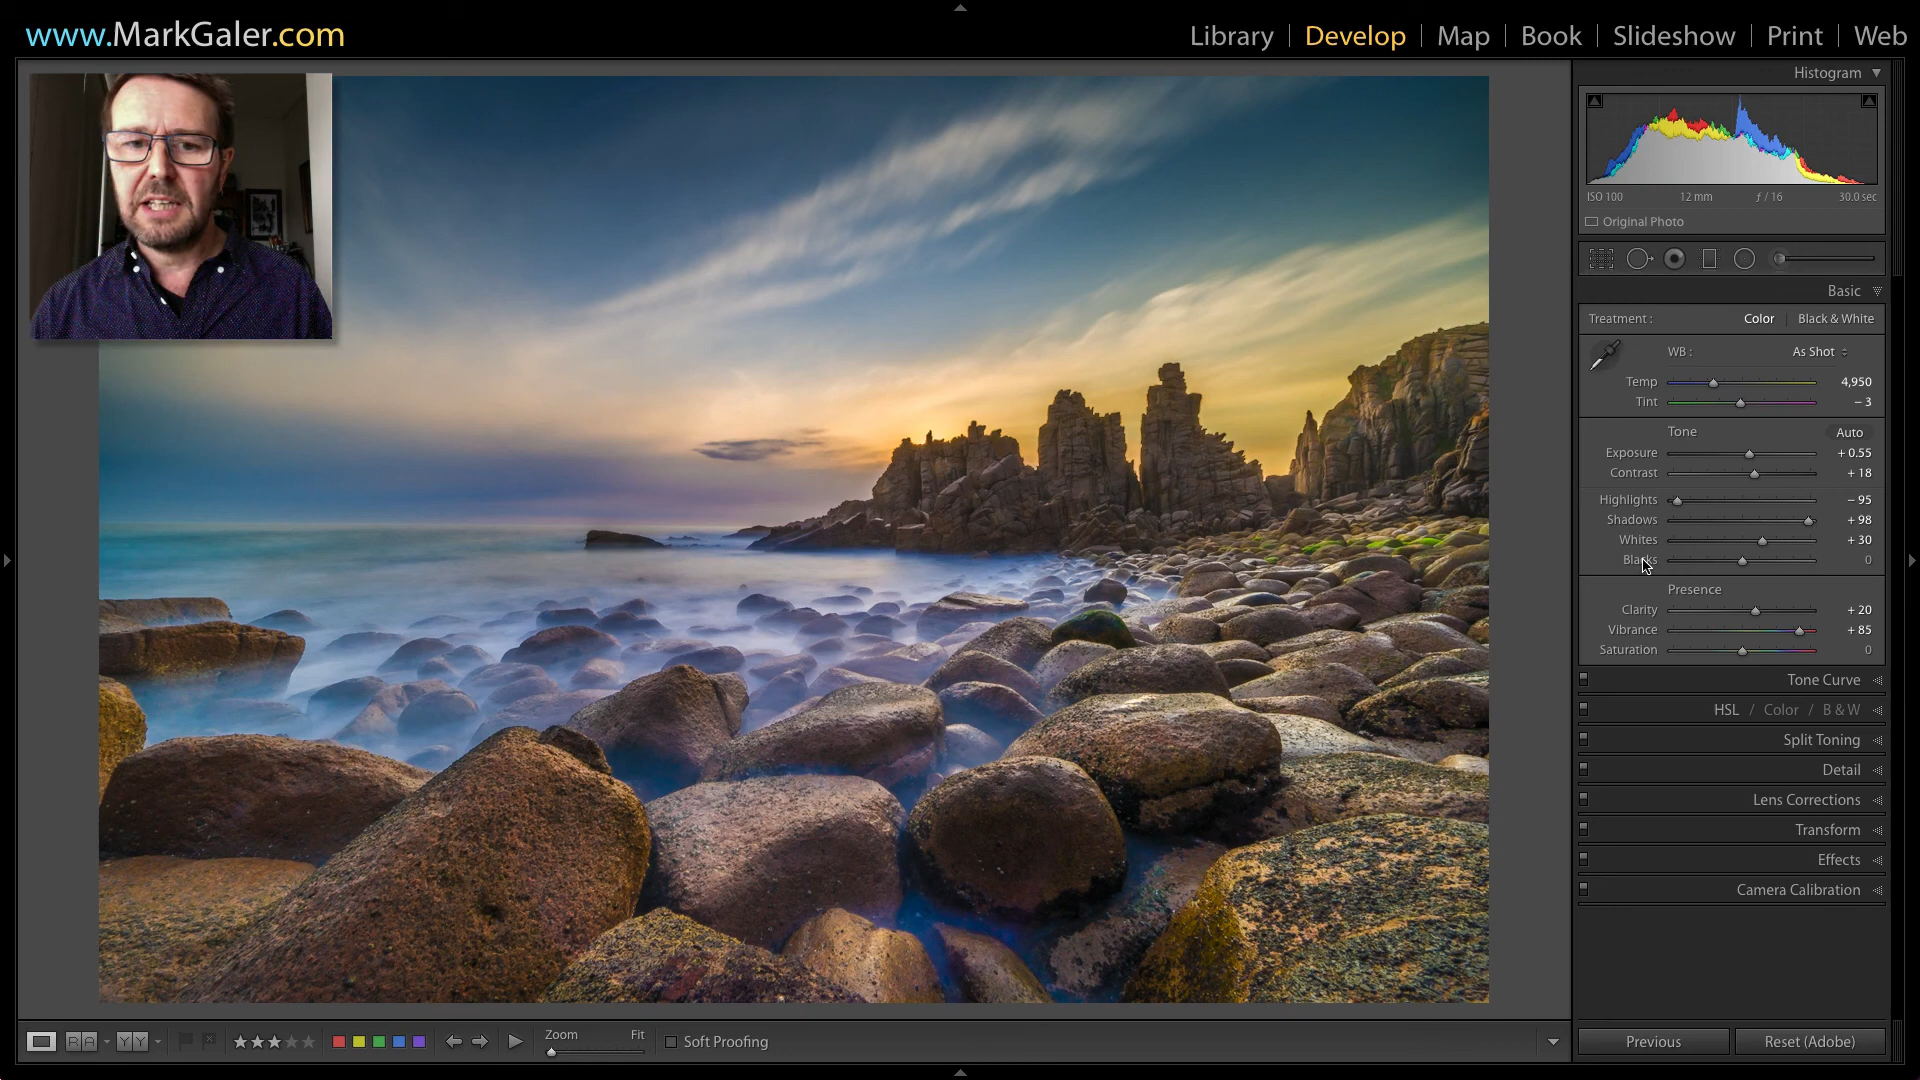 www.MarkGaler.com
Library | Develop | Map | Book | Slideshow | Print | Web
Histogram
ISO 100 12 mm ƒ / 16 30.0 sec
Original Photo
Basic
Treatment : Color | Black & White
WB : As Shot
Temp 4,950
Tint – 3
Tone Auto
Exposure + 0.55
Contrast + 18
Highlights – 95
Shadows + 98
Whites + 30
Blacks 0
Presence
Clarity + 20
Vibrance + 85
Saturation 0
Tone Curve
HSL / Color / B & W
Split Toning
Detail
Lens Corrections
Transform
Effects
Camera Calibration
R A Y Y Zoom Fit Soft Proofing
Previous Reset (Adobe)